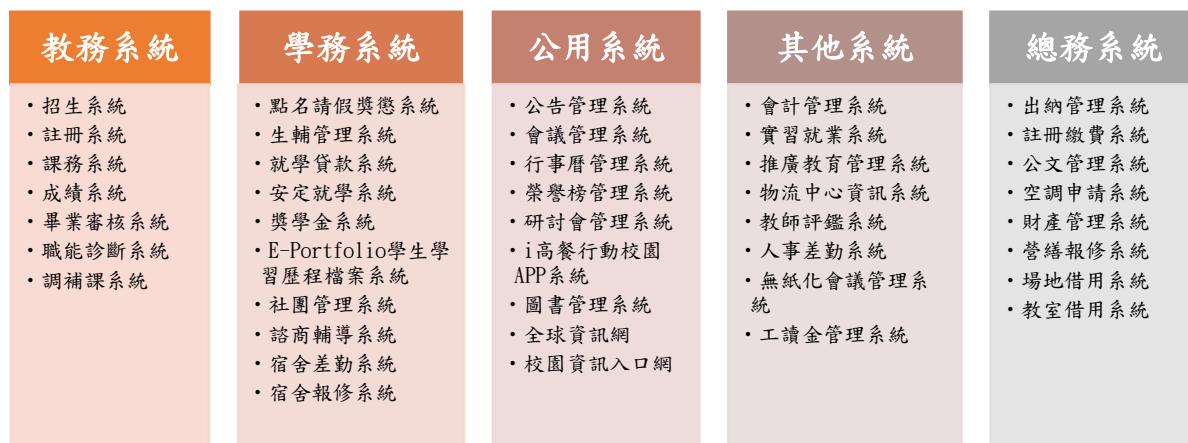 教務系統
・招生系統
・註冊系統
・課務系統
・成績系統
・畢業審核系統
・職能診斷系統
・調補課系統
學務系統
・點名請假獎懲系統
・生輔管理系統
・就學貸款系統
・安定就學系統
・獎學金系統
・E-Portfolio學生學
習歷程檔案系統
・社團管理系統
・諮商輔導系統
・宿舍差勤系統
・宿舍報修系統
公用系統
・公告管理系統
・會議管理系統
・行事曆管理系統
・榮譽榜管理系統
・研討會管理系統
・i高餐行動校園
APP系統
・圖書管理系統
・全球資訊網
・校園資訊入口網
其他系統
・會計管理系統
・實習就業系統
・推廣教育管理系統
・物流中心資訊系統
・教師評鑑系統
・人事差勤系統
・無紙化會議管理系
統
・工讀金管理系統
總務系統
・出納管理系統
・註冊繳費系統
・公文管理系統
・空調申請系統
・財產管理系統
・營繕報修系統
・場地借用系統
・教室借用系統